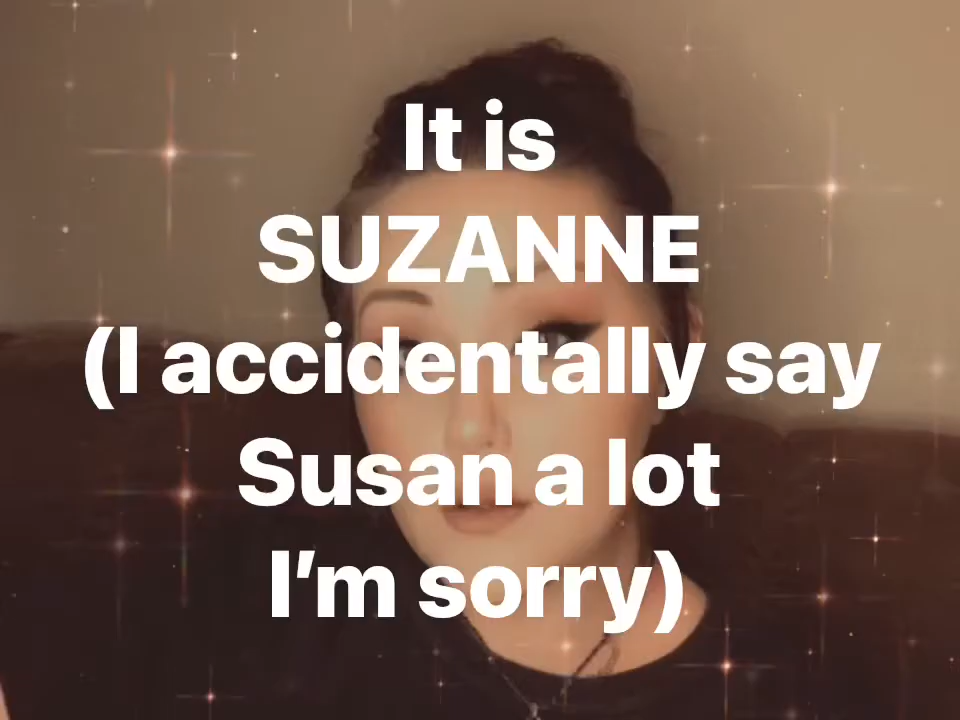 It is
SUZANNE
(I accidentally say
Susan a lot
I’m sorry)